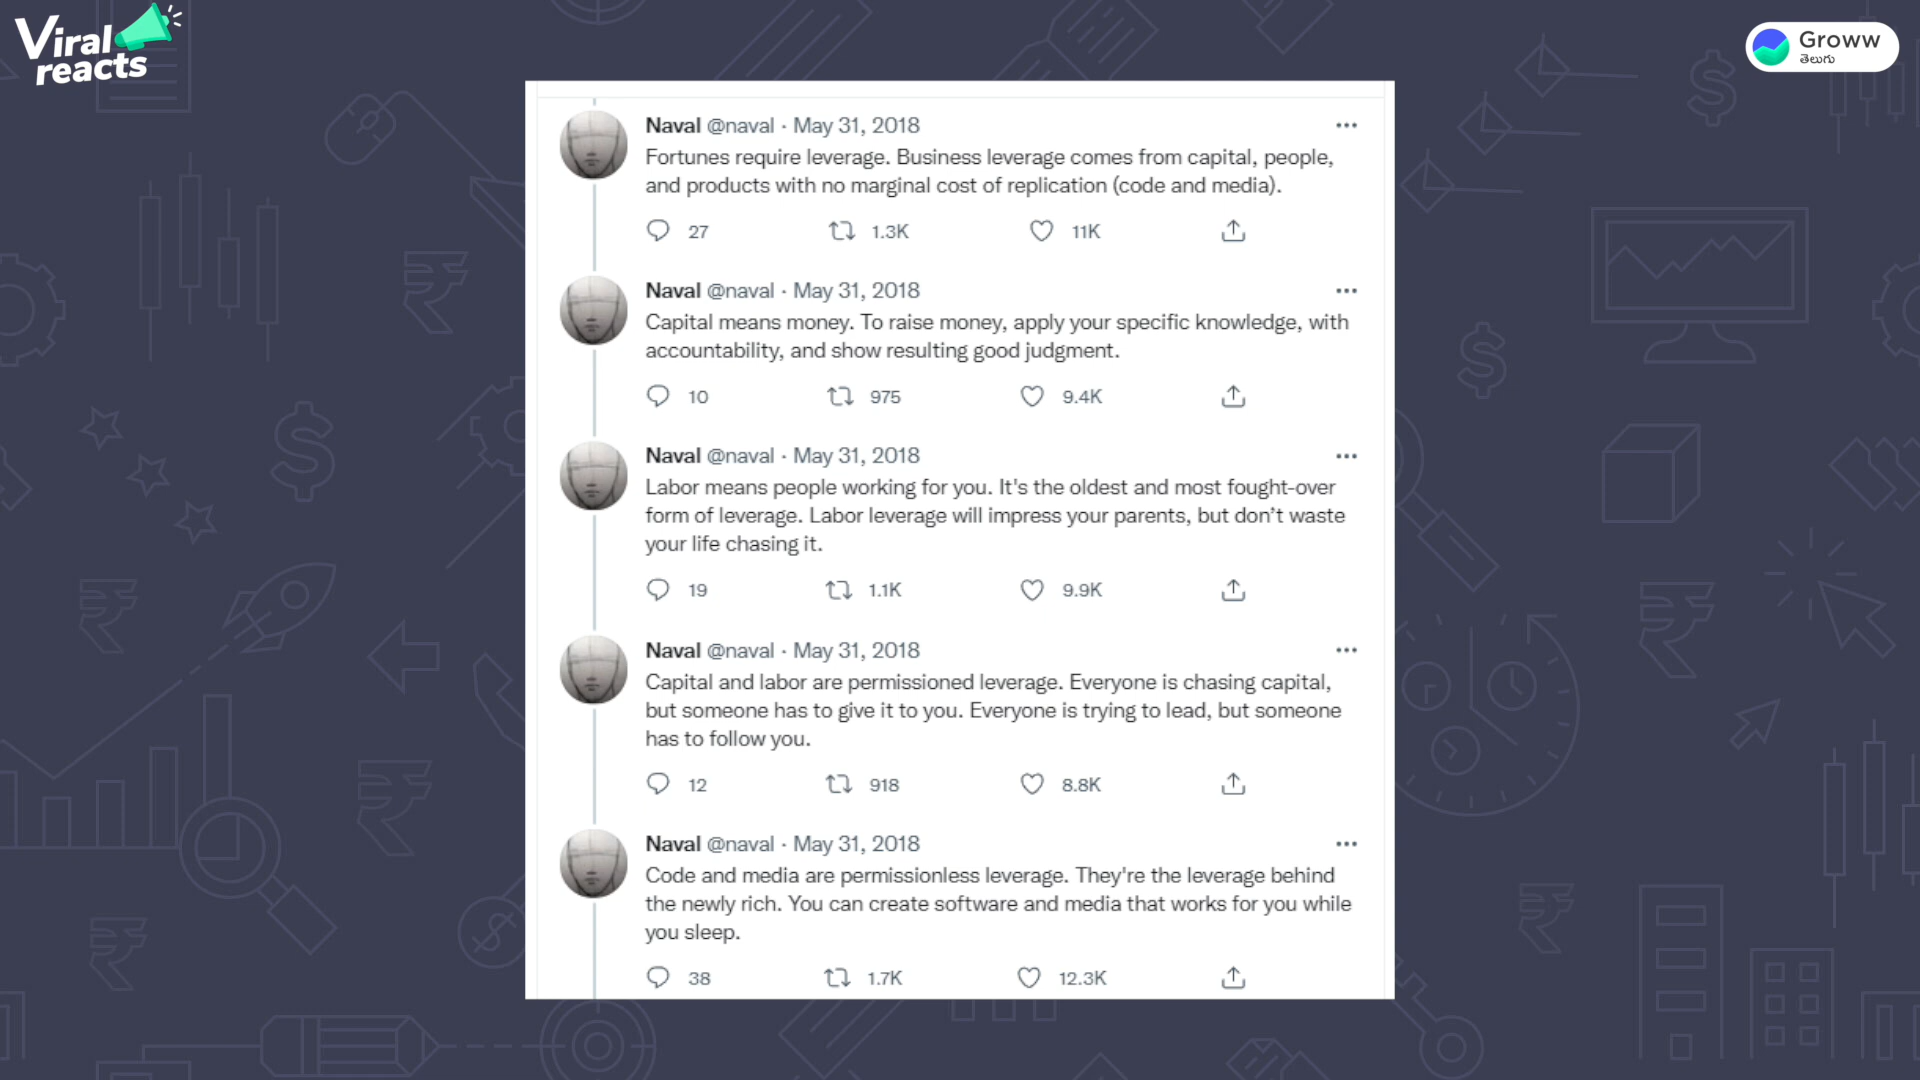 Viral
reacts
Groww
తెలుగు
Naval @naval · May 31, 2018
Fortunes require leverage. Business leverage comes from capital, people,
and products with no marginal cost of replication (code and media).
27 1.3K 11K
Naval @naval · May 31, 2018
Capital means money. To raise money, apply your specific knowledge, with
accountability, and show resulting good judgment.
10 975 9.4K
Naval @naval · May 31, 2018
Labor means people working for you. It's the oldest and most fought-over
form of leverage. Labor leverage will impress your parents, but don’t waste
your life chasing it.
19 1.1K 9.9K
Naval @naval · May 31, 2018
Capital and labor are permissioned leverage. Everyone is chasing capital,
but someone has to give it to you. Everyone is trying to lead, but someone
has to follow you.
12 918 8.8K
Naval @naval · May 31, 2018
Code and media are permissionless leverage. They're the leverage behind
the newly rich. You can create software and media that works for you while
you sleep.
38 1.7K 12.3K